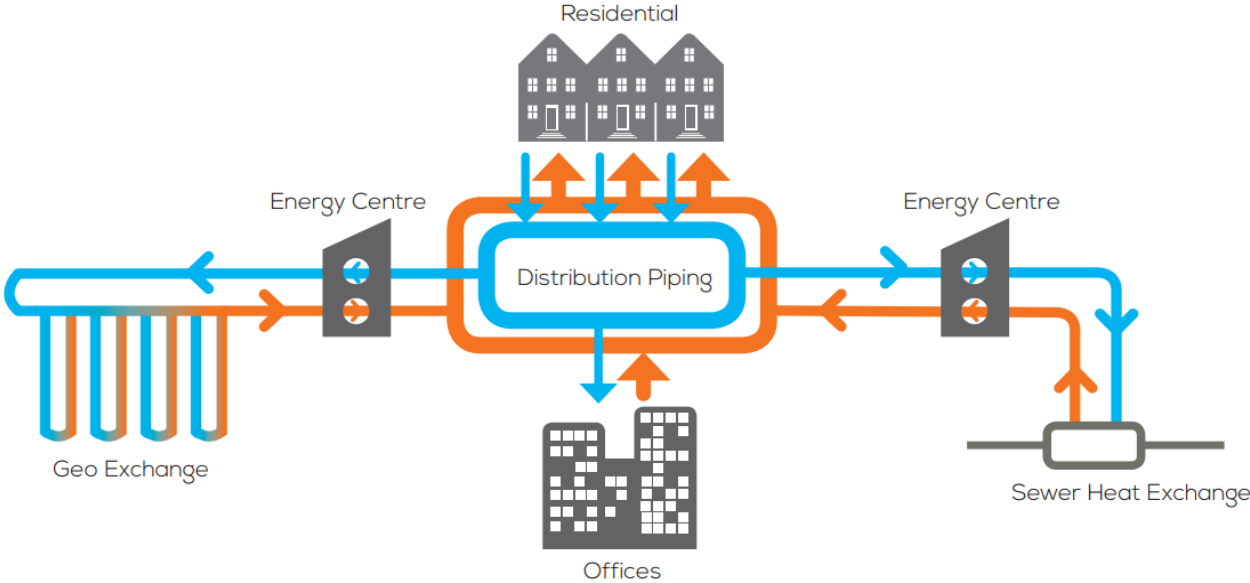 Residential
Energy Centre
Energy Centre
Distribution Piping
Geo Exchange
Sewer Heat Exchange
Offices